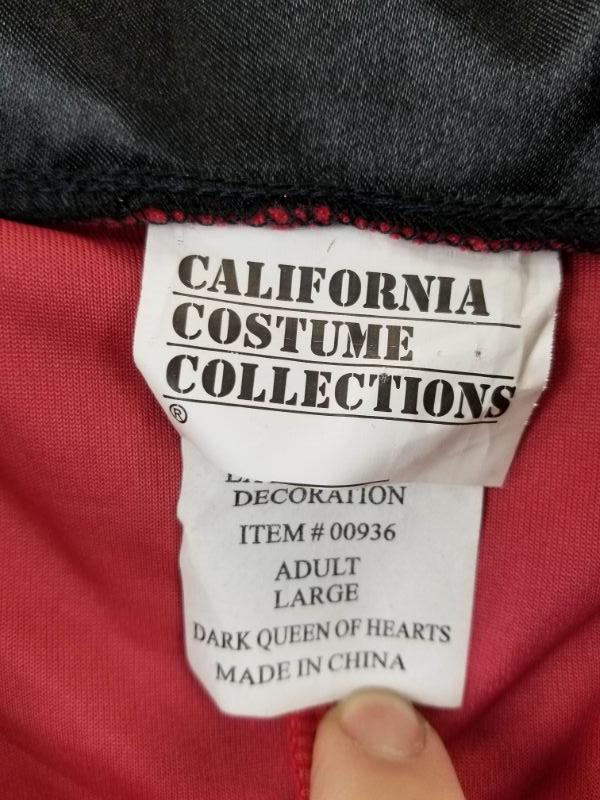 CALIFORNIA
COSTUME
COLLECTIONS
®
DECORATION
ITEM # 00936
ADULT
LARGE
DARK QUEEN OF HEARTS
MADE IN CHINA